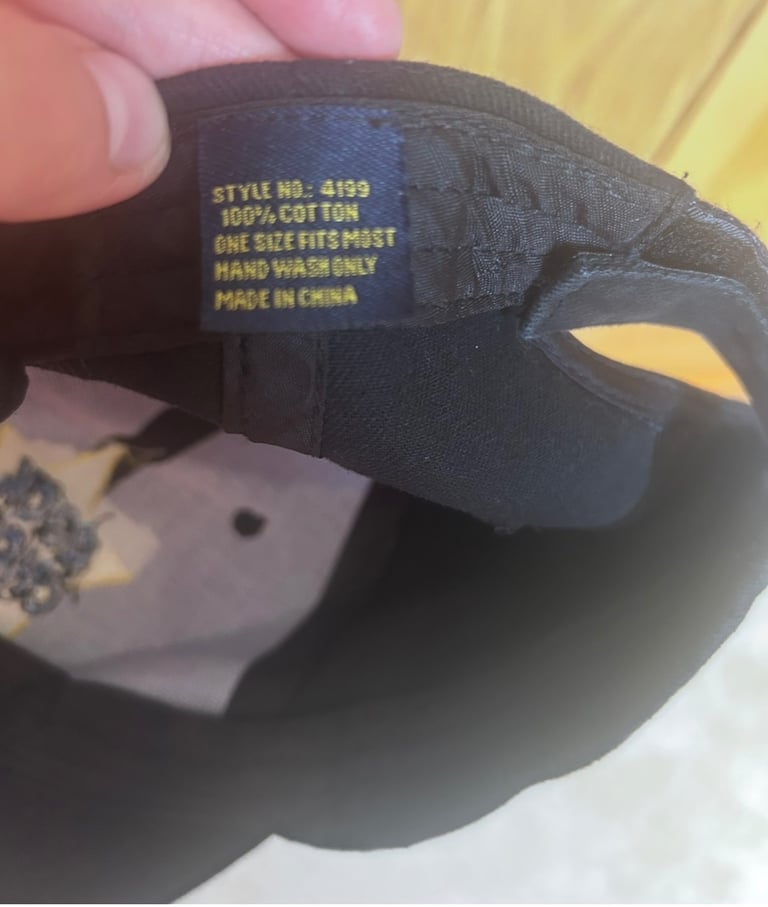 STYLE NO.: 4199
100% COTTON
ONE SIZE FITS MOST
HAND WASH ONLY
MADE IN CHINA